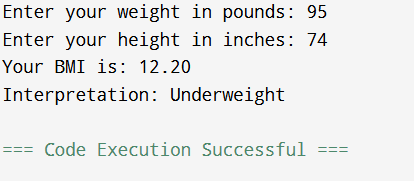 Enter your weight in pounds: 95
Enter your height in inches: 74
Your BMI is: 12.20
Interpretation: Underweight
=== Code Execution Successful ===